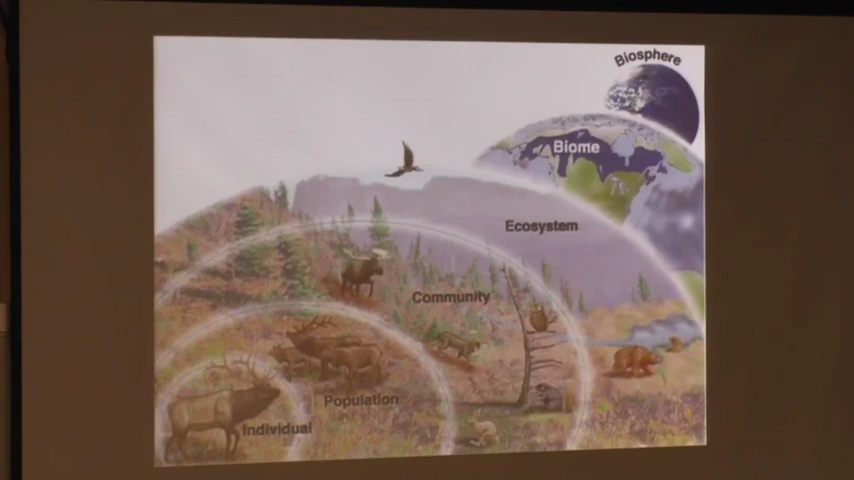 Biosphere
Biome
Ecosystem
Community
Population
Individual